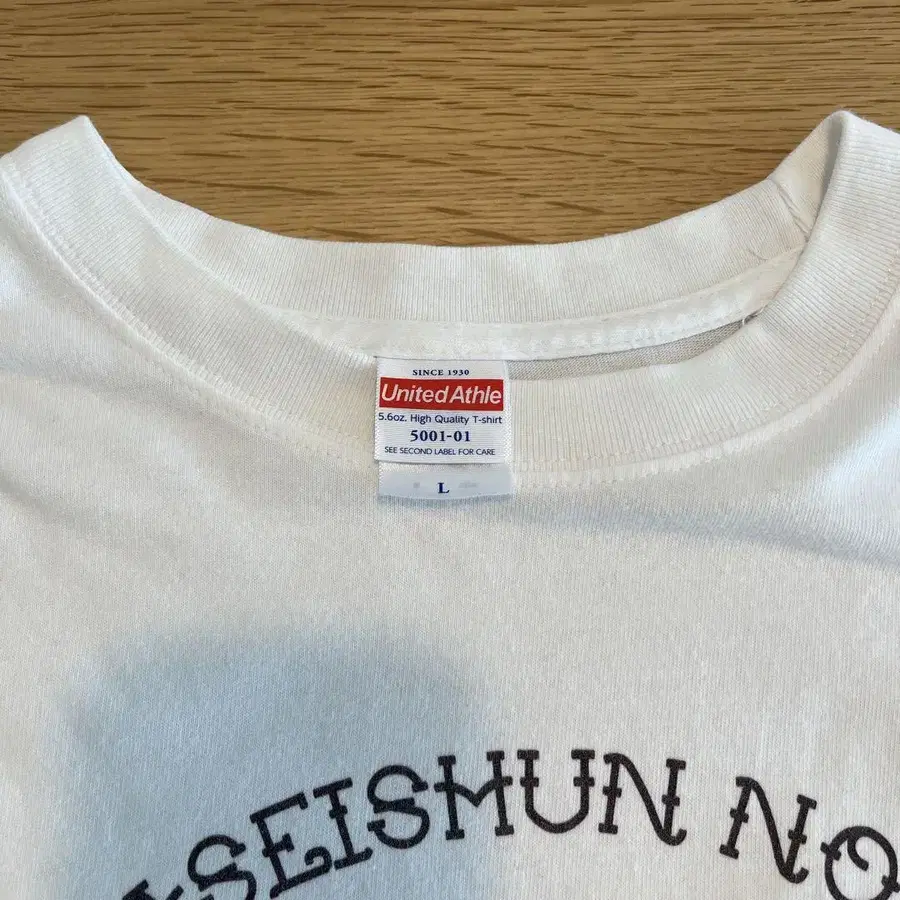 SINCE 1930
United Athle
5.6oz. High Quality T-shirt
5001-01
SEE SECOND LABEL FOR CARE
L
SEISHUN NO